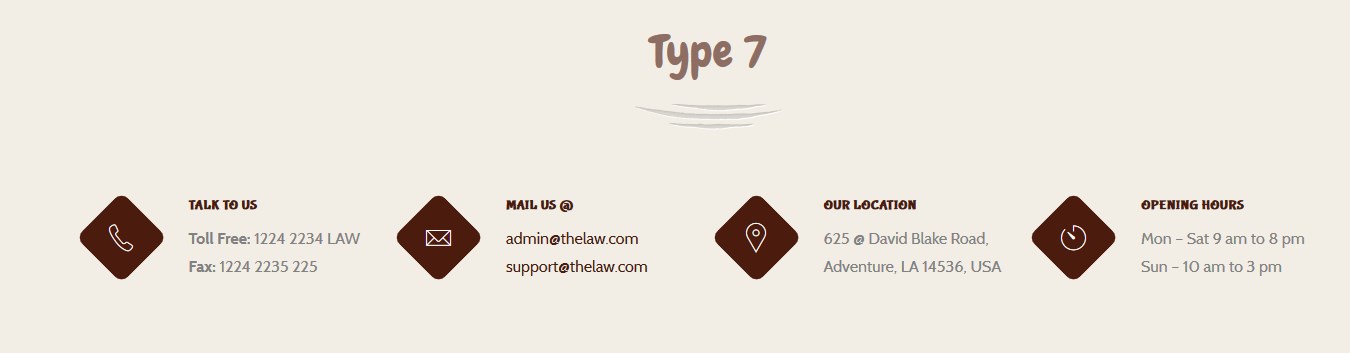 Type 7
TALK TO US
Toll Free: 1224 2234 LAW
Fax: 1224 2235 225
MAIL US @
admin@thelaw.com
support@thelaw.com
OUR LOCATION
625 @ David Blake Road,
Adventure, LA 14536, USA
OPENING HOURS
Mon – Sat 9 am to 8 pm
Sun – 10 am to 3 pm